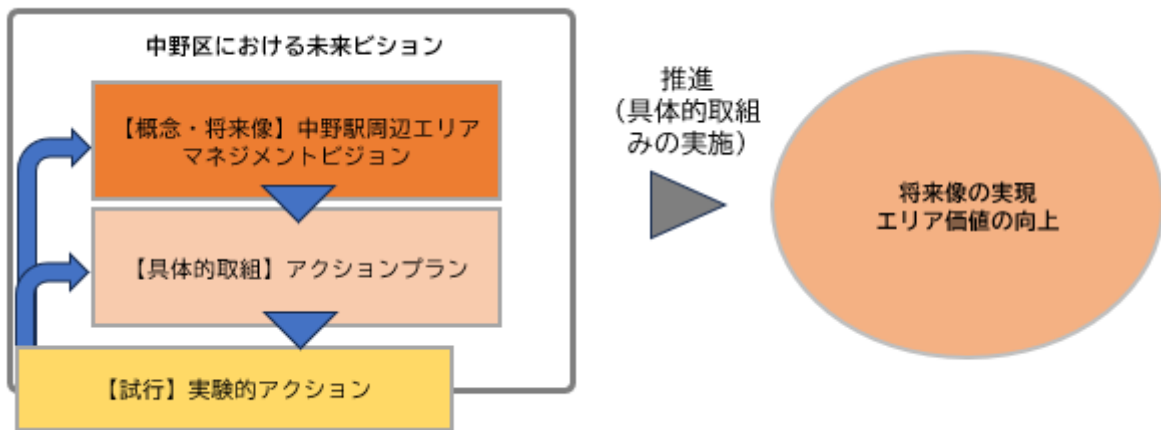 中野区における未来ビション
【概念・将来像】中野駅周辺エリア
マネジメントビジョン
【具体的取組】アクションプラン
【試行】実験的アクション
推進
（具体的取組
みの実施）
将来像の実現
エリア価値の向上